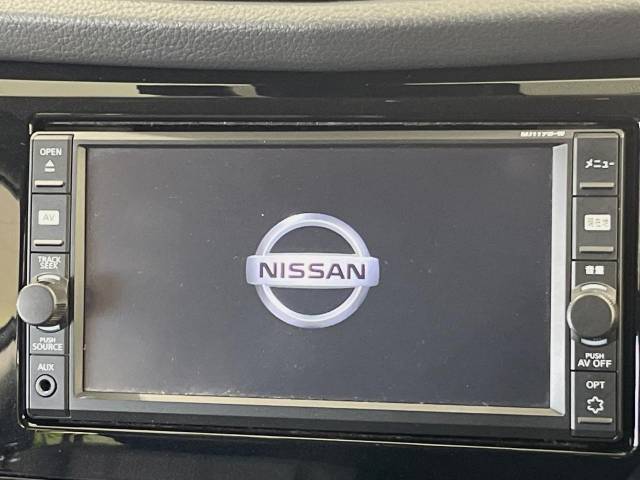 MJ117D-W
OPEN
メニュー
AV
現在地
TRACK
SEEK
音量
NISSAN
PUSH
SOURCE
PUSH
AV OFF
AUX
OPT